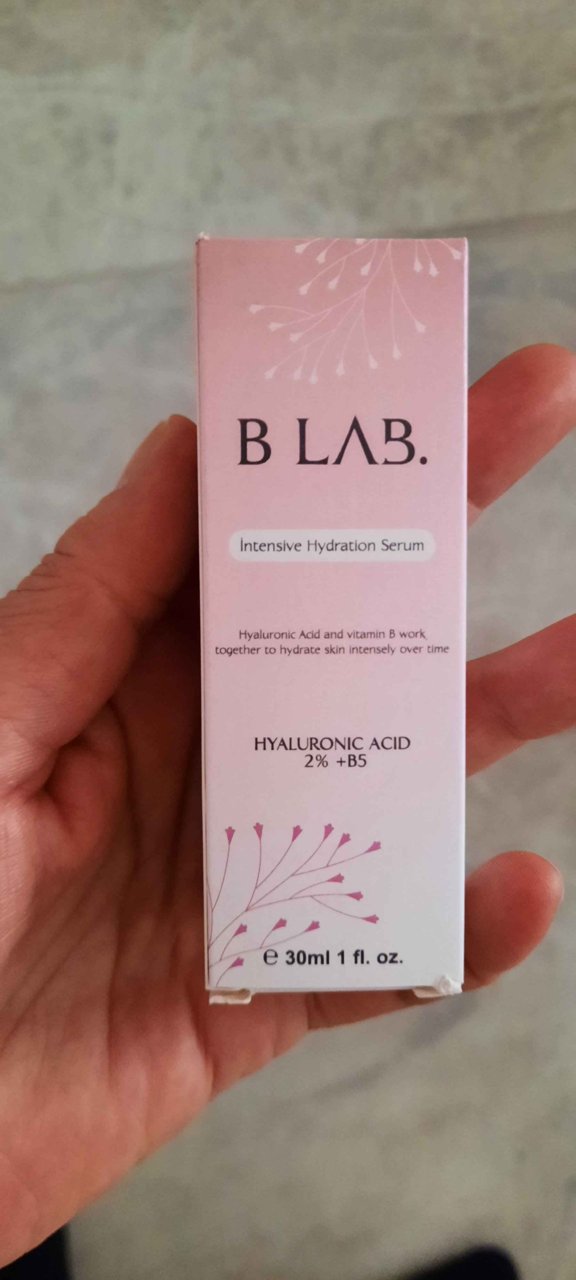 B LAB.
Intensive Hydration Serum
Hyaluronic Acid and vitamin B work
together to hydrate skin intensely over time
HYALURONIC ACID
2% +B5
℮ 30ml 1 fl. oz.